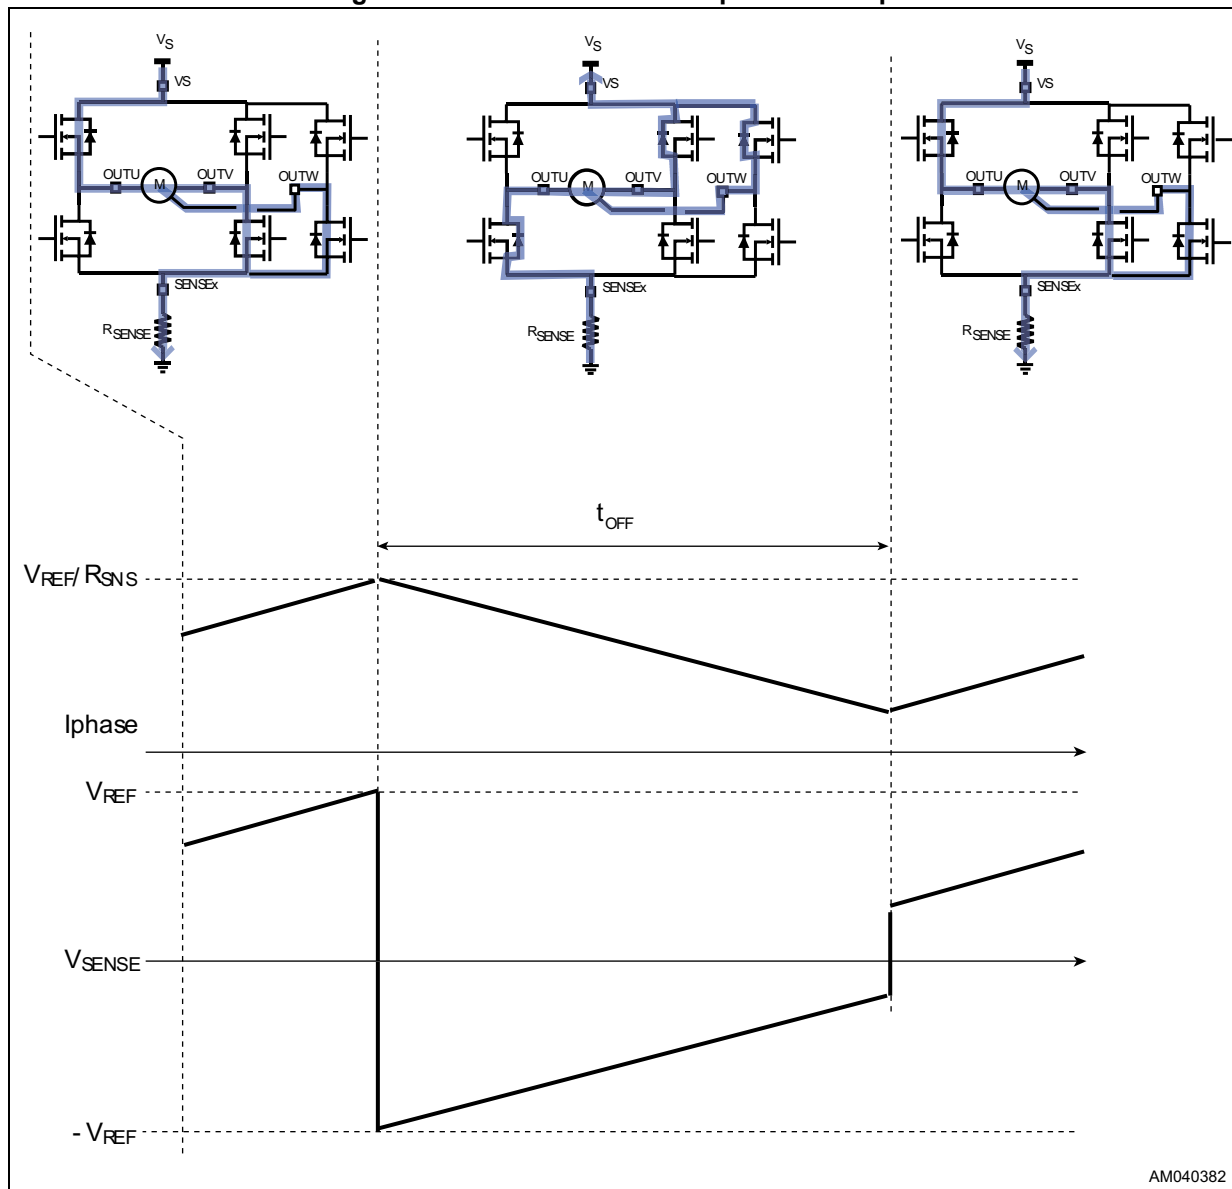 VS VS VS
VS VS VS
OUTU M OUTV OUTW OUTU M OUTV OUTW OUTU M OUTV OUTW
SENSEx SENSEx SENSEx
RSENSE RSENSE RSENSE
tOFF
VREF/ RSNS
Iphase
VREF
VSENSE
- VREF
AM040382